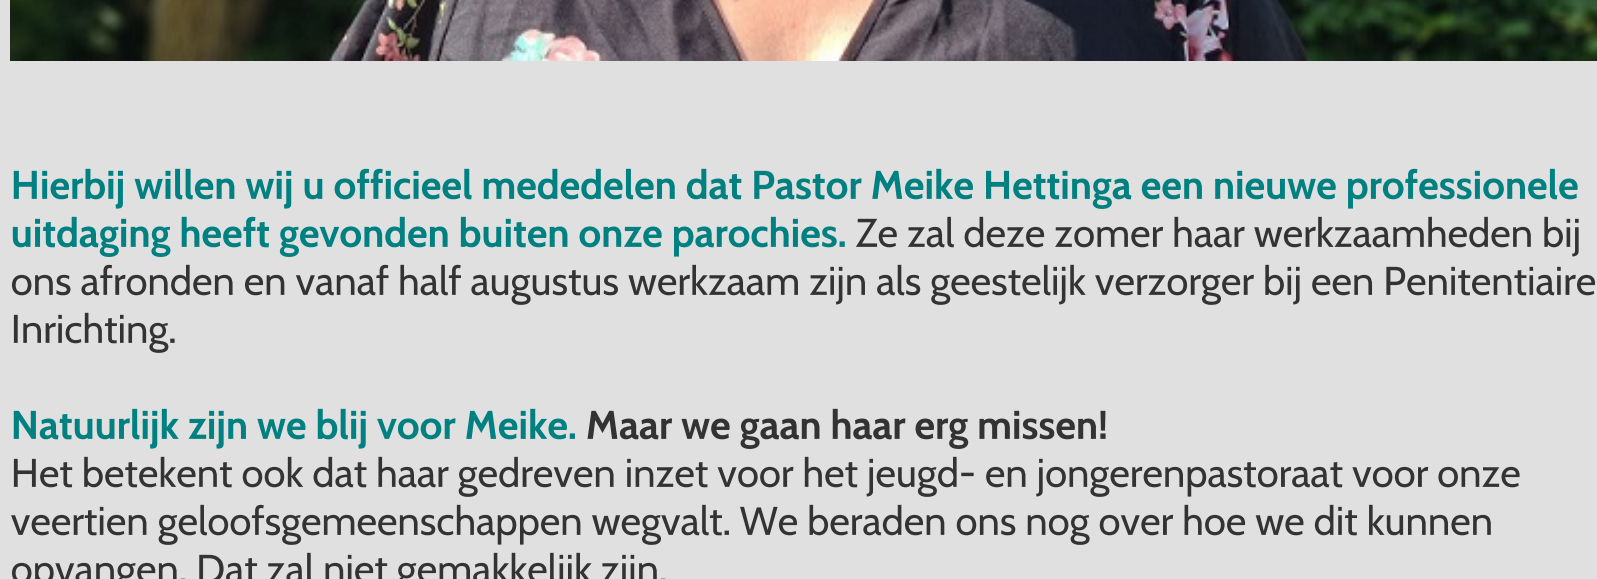 Hierbij willen wij u officieel mededelen dat Pastor Meike Hettinga een nieuwe professionele
uitdaging heeft gevonden buiten onze parochies. Ze zal deze zomer haar werkzaamheden bij
ons afronden en vanaf half augustus werkzaam zijn als geestelijk verzorger bij een Penitentiaire
Inrichting.
Natuurlijk zijn we blij voor Meike. Maar we gaan haar erg missen!
Het betekent ook dat haar gedreven inzet voor het jeugd- en jongerenpastoraat voor onze
veertien geloofsgemeenschappen wegvalt. We beraden ons nog over hoe we dit kunnen
opvangen. Dat zal niet gemakkelijk zijn.